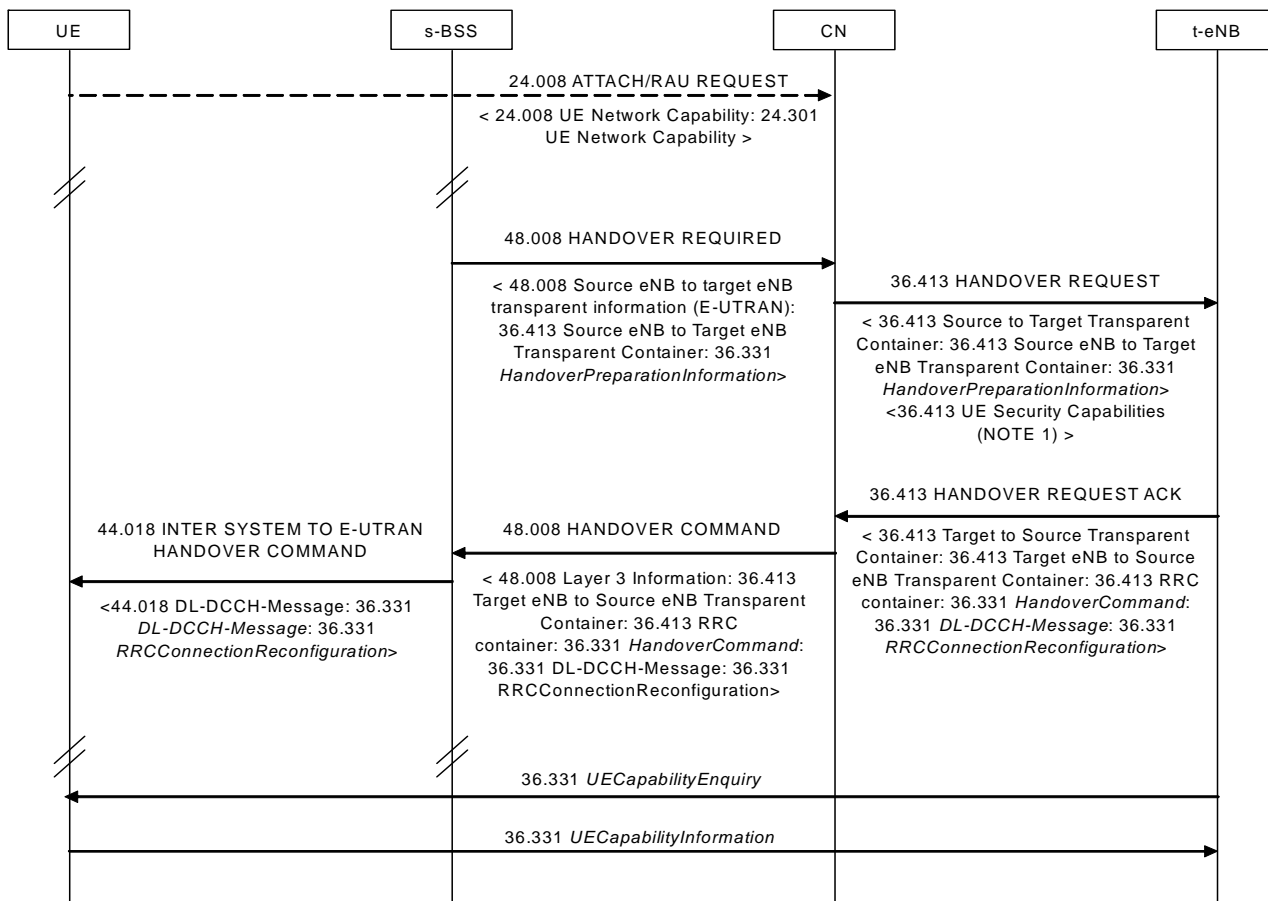 UE
s-BSS
CN
t-eNB
24.008 ATTACH/RAU REQUEST
< 24.008 UE Network Capability: 24.301
UE Network Capability >
48.008 HANDOVER REQUIRED
< 48.008 Source eNB to target eNB
transparent information (E-UTRAN):
36.413 Source eNB to Target eNB
Transparent Container: 36.331
HandoverPreparationInformation>
36.413 HANDOVER REQUEST
< 36.413 Source to Target Transparent
Container: 36.413 Source eNB to Target
eNB Transparent Container: 36.331
HandoverPreparationInformation>
<36.413 UE Security Capabilities
(NOTE 1) >
36.413 HANDOVER REQUEST ACK
< 36.413 Target to Source Transparent
Container: 36.413 Target eNB to Source
eNB Transparent Container: 36.413 RRC
container: 36.331 HandoverCommand:
36.331 DL-DCCH-Message: 36.331
RRCConnectionReconfiguration>
48.008 HANDOVER COMMAND
< 48.008 Layer 3 Information: 36.413
Target eNB to Source eNB Transparent
Container: 36.413 RRC
container: 36.331 HandoverCommand:
36.331 DL-DCCH-Message: 36.331
RRCConnectionReconfiguration>
44.018 INTER SYSTEM TO E-UTRAN
HANDOVER COMMAND
<44.018 DL-DCCH-Message: 36.331
DL-DCCH-Message: 36.331
RRCConnectionReconfiguration>
36.331 UECapabilityEnquiry
36.331 UECapabilityInformation